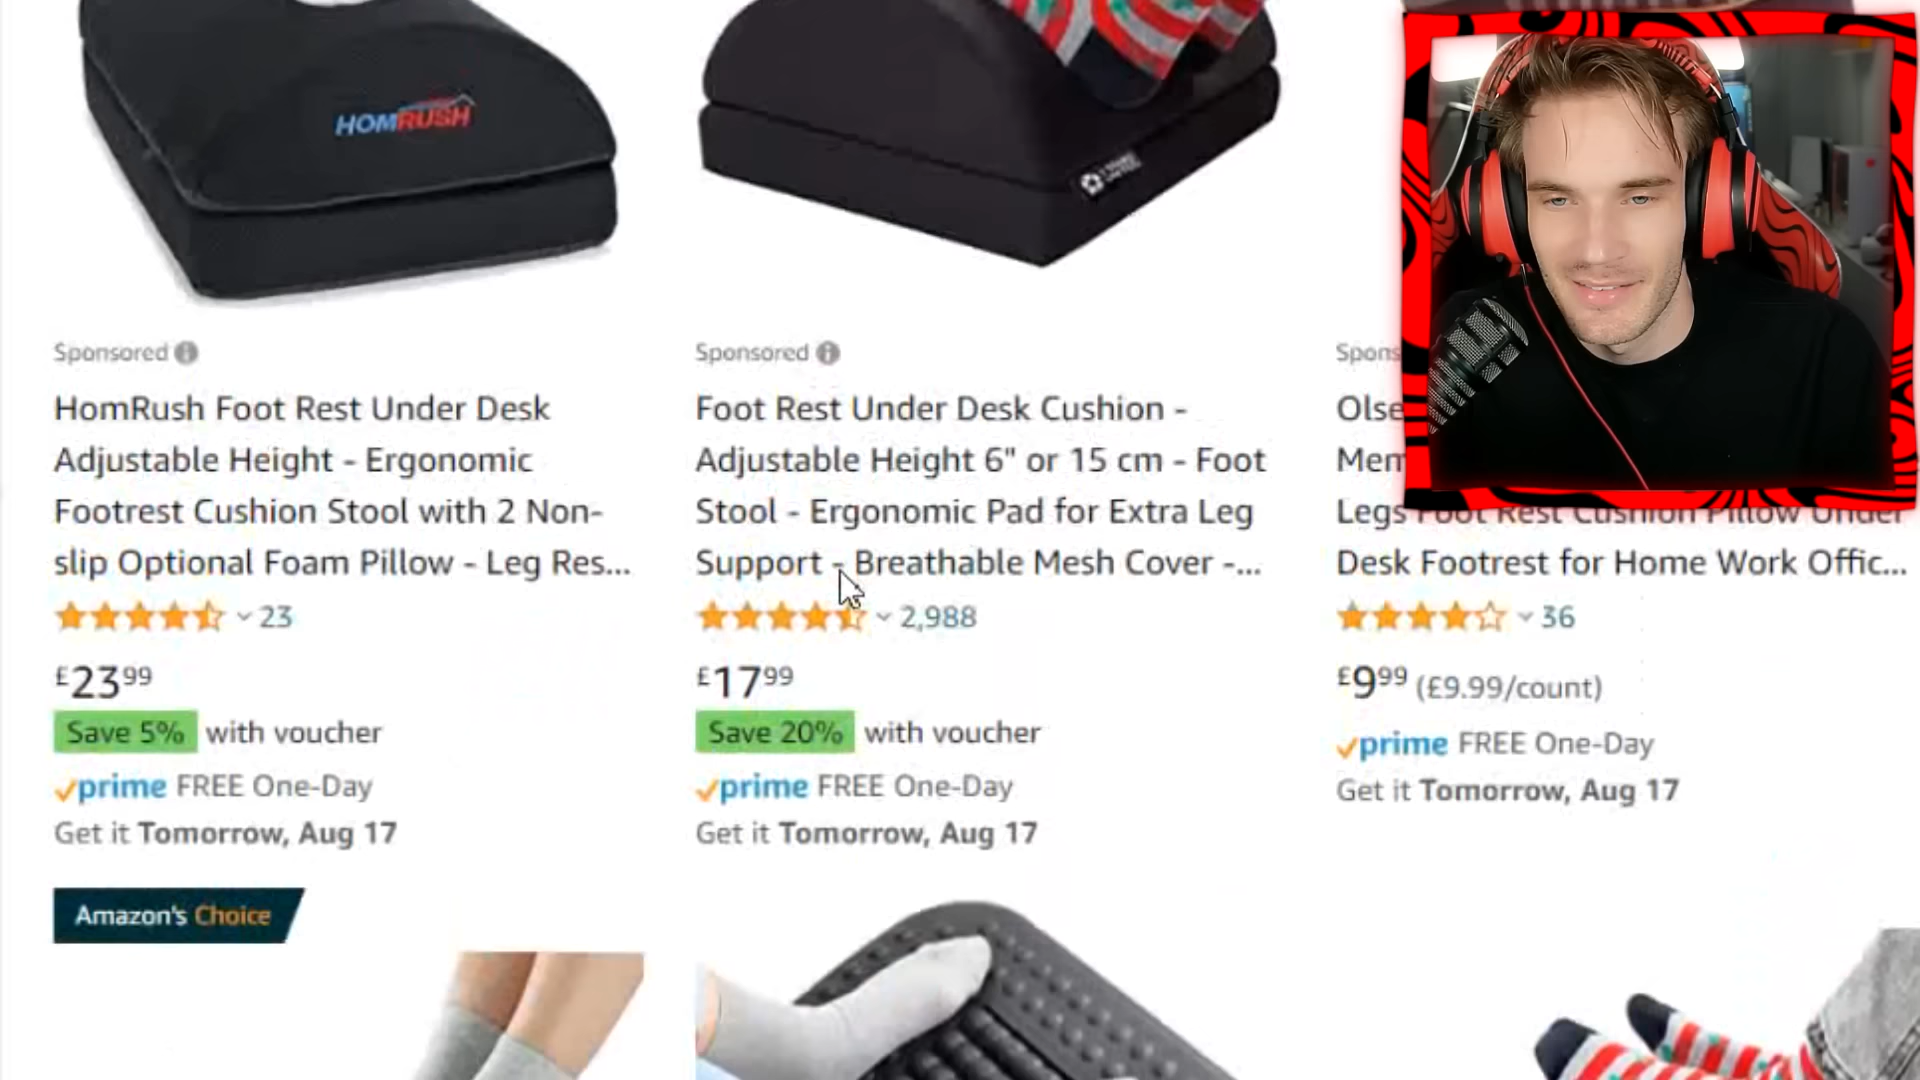 HOMRUSH
Sponsored
HomRush Foot Rest Under Desk
Adjustable Height - Ergonomic
Footrest Cushion Stool with 2 Non-
slip Optional Foam Pillow - Leg Res...
23
£23.99
Save 5% with voucher
prime FREE One-Day
Get it Tomorrow, Aug 17
Amazon's Choice
Sponsored
Foot Rest Under Desk Cushion -
Adjustable Height 6" or 15 cm - Foot
Stool - Ergonomic Pad for Extra Leg
Support - Breathable Mesh Cover -...
2,988
£17.99
Save 20% with voucher
prime FREE One-Day
Get it Tomorrow, Aug 17
Spons
Olse
Mem
Legs Foot Rest Cushion Pillow Under
Desk Footrest for Home Work Offic...
36
£9.99 (£9.99/count)
prime FREE One-Day
Get it Tomorrow, Aug 17